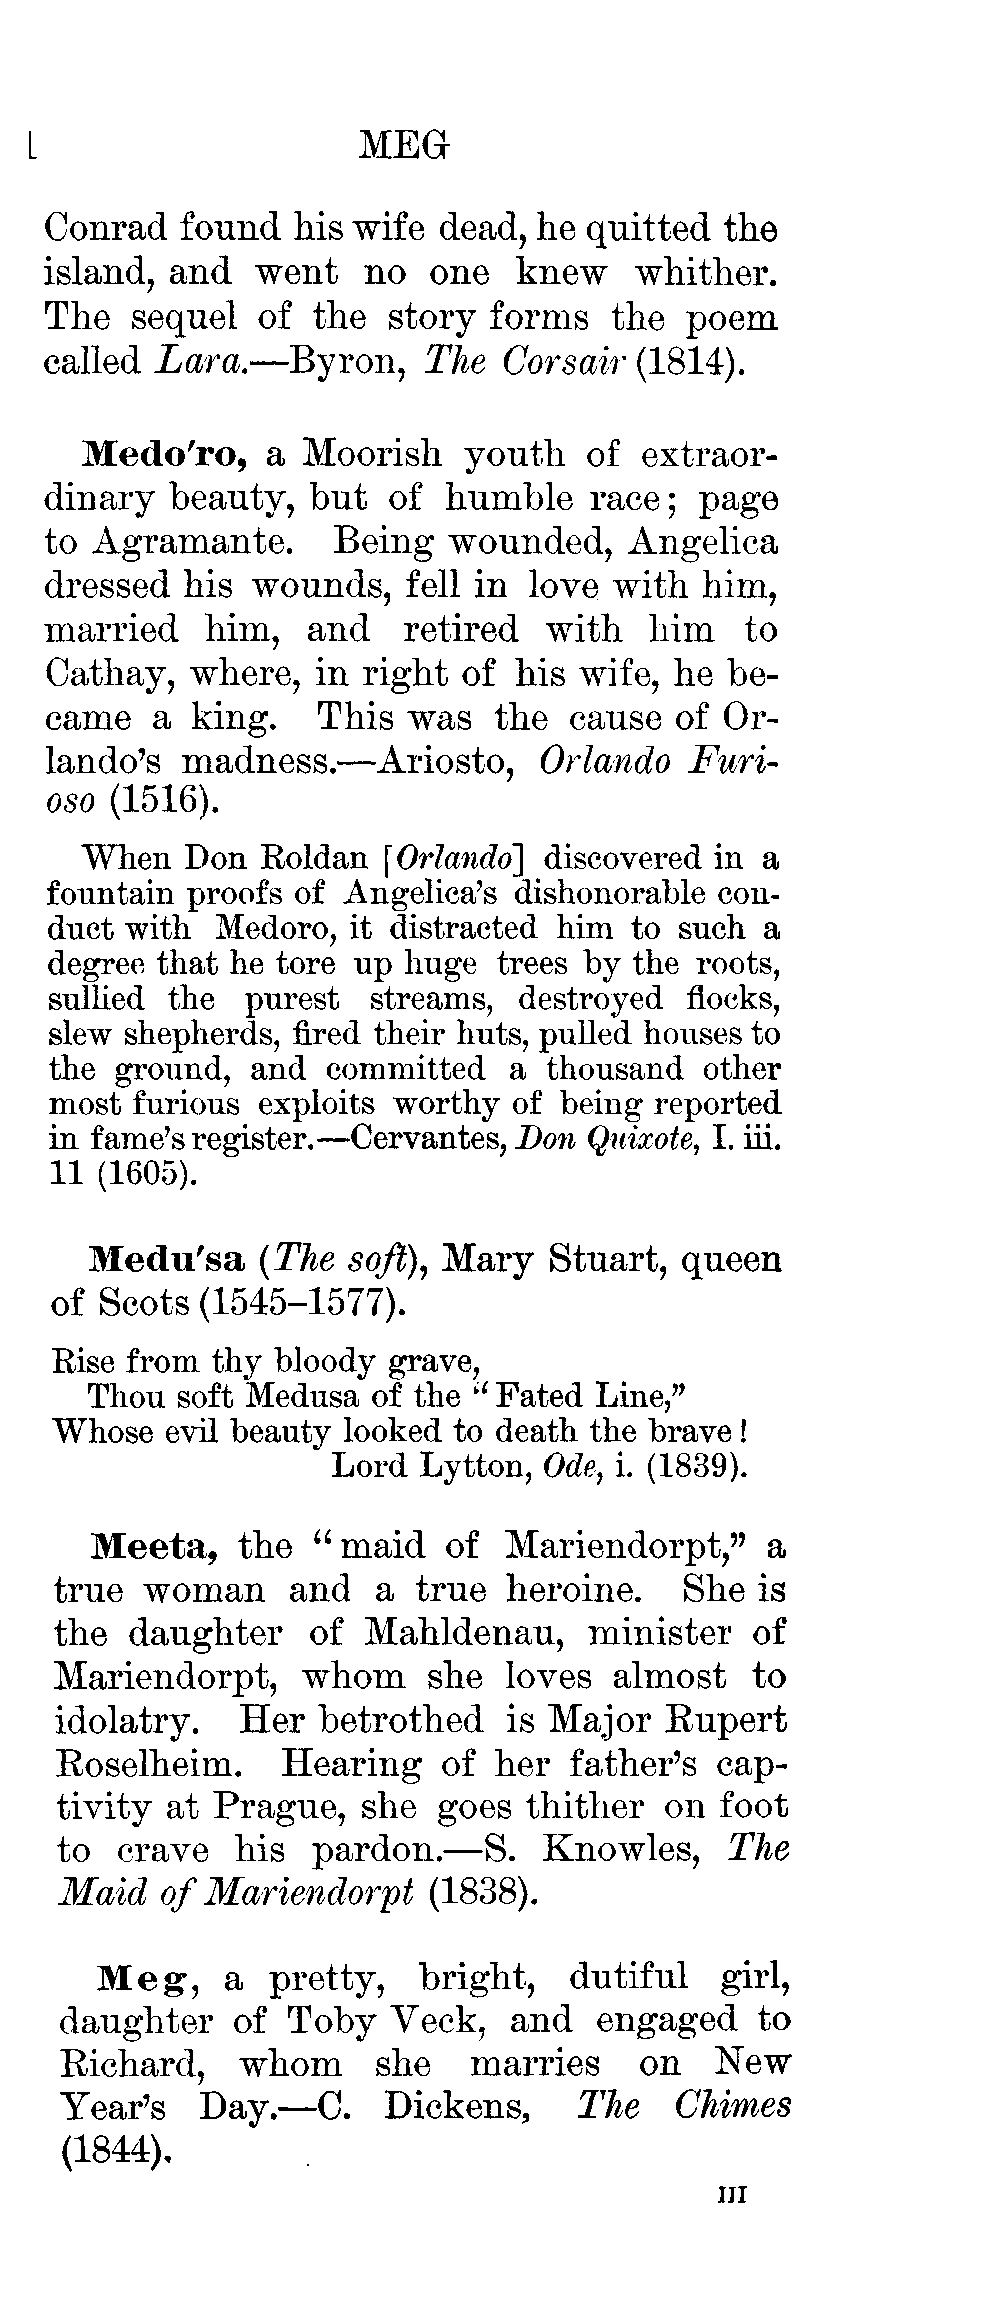 MEG
Conrad found his wife dead, he quitted the
island, and went no one knew whither.
The sequel of the story forms the poem
called Lara.—Byron, The Corsair (1814).
Medo'ro, a Moorish youth of extraor-
dinary beauty, but of humble race; page
to Agramante. Being wounded, Angelica
dressed his wounds, fell in love with him,
married him, and retired with him to
Cathay, where, in right of his wife, he be-
came a king. This was the cause of Or-
lando's madness.—Ariosto, Orlando Furi-
oso (1516).
When Don Roldan [Orlando] discovered in a
fountain proofs of Angelica's dishonorable con-
duct with Medoro, it distracted him to such a
degree that he tore up huge trees by the roots,
sullied the purest streams, destroyed flocks,
slew shepherds, fired their huts, pulled houses to
the ground, and committed a thousand other
most furious exploits worthy of being reported
in fame's register.—Cervantes, Don Quixote, I. iii.
11 (1605).
Medu'sa (The soft), Mary Stuart, queen
of Scots (1545–1577).
Rise from thy bloody grave,
Thou soft Medusa of the “Fated Line,”
Whose evil beauty looked to death the brave!
Lord Lytton, Ode, i. (1839).
Meeta, the “maid of Mariendorpt,” a
true woman and a true heroine. She is
the daughter of Mahldenau, minister of
Mariendorpt, whom she loves almost to
idolatry. Her betrothed is Major Rupert
Roselheim. Hearing of her father's cap-
tivity at Prague, she goes thither on foot
to crave his pardon.—S. Knowles, The
Maid of Mariendorpt (1838).
Meg, a pretty, bright, dutiful girl,
daughter of Toby Veck, and engaged to
Richard, whom she marries on New
Year's Day.—C. Dickens, The Chimes
(1844).
III